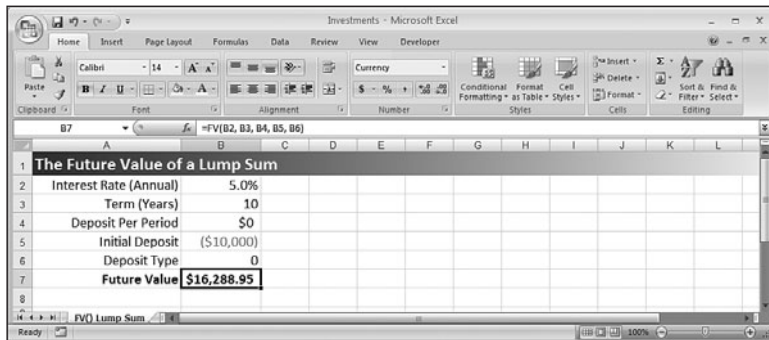 Investments - Microsoft Excel
Home Insert Page Layout Formulas Data Review View Developer
Calibri 14 A A Currency Insert Σ
Paste B I U A $ % , Conditional Formatting as Table Format Cell Styles Delete Format Sort & Filter Find & Select
Clipboard Font Alignment Number Styles Cells Editing
B7 fx =FV(B2, B3, B4, B5, B6)
A B C D E F G H I J K L
1 The Future Value of a Lump Sum
2 Interest Rate (Annual) 5.0%
3 Term (Years) 10
4 Deposit Per Period $0
5 Initial Deposit ($10,000)
6 Deposit Type 0
7 Future Value $16,288.95
8
FV() Lump Sum
Ready 100%